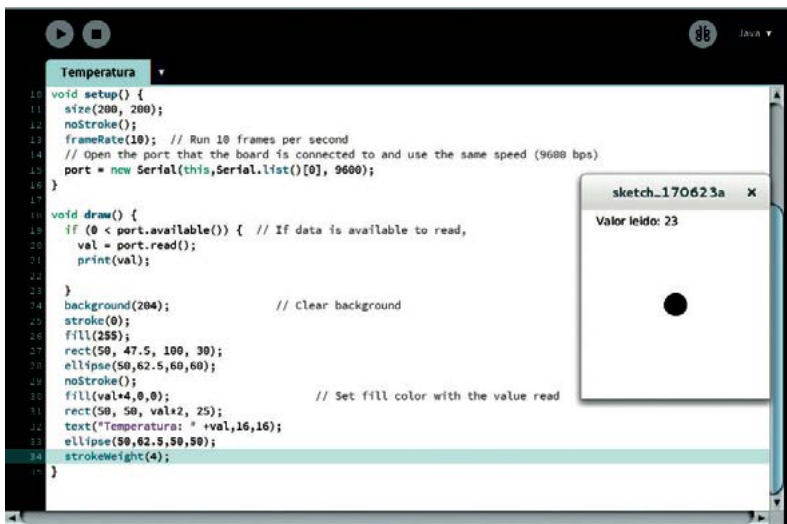 Java
Temperatura
10 void setup() {
11 size(200, 200);
12 noStroke();
13 frameRate(10); // Run 10 frames per second
14 // Open the port that the board is connected to and use the same speed (9600 bps)
15 port = new Serial(this,Serial.list()[0], 9600);
16 }
17
18 void draw() {
19 if (0 < port.available()) { // If data is available to read,
20 val = port.read();
21 print(val);
22
23 }
24 background(204); // Clear background
25 stroke(0);
26 fill(255);
27 rect(50, 47.5, 100, 30);
28 ellipse(50,62.5,60,60);
29 noStroke();
30 fill(val*4,0,0); // Set fill color with the value read
31 rect(50, 50, val*2, 25);
32 text("Temperatura: " +val,16,16);
33 ellipse(50,62.5,50,50);
34 strokeWeight(4);
35 }
sketch_170623a ×
Valor leido: 23